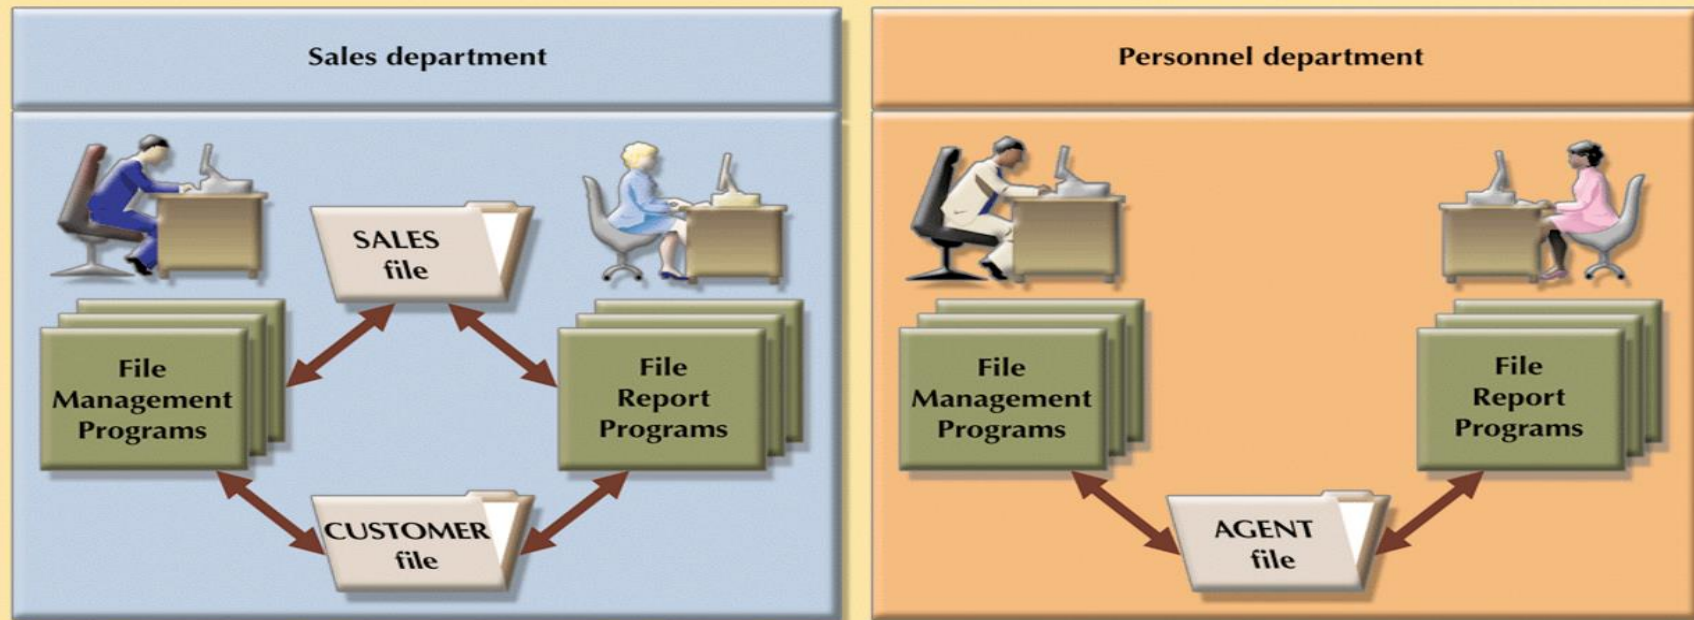 Sales department
SALES
file
File
Management
Programs
File
Report
Programs
CUSTOMER
file
Personnel department
File
Management
Programs
File
Report
Programs
AGENT
file